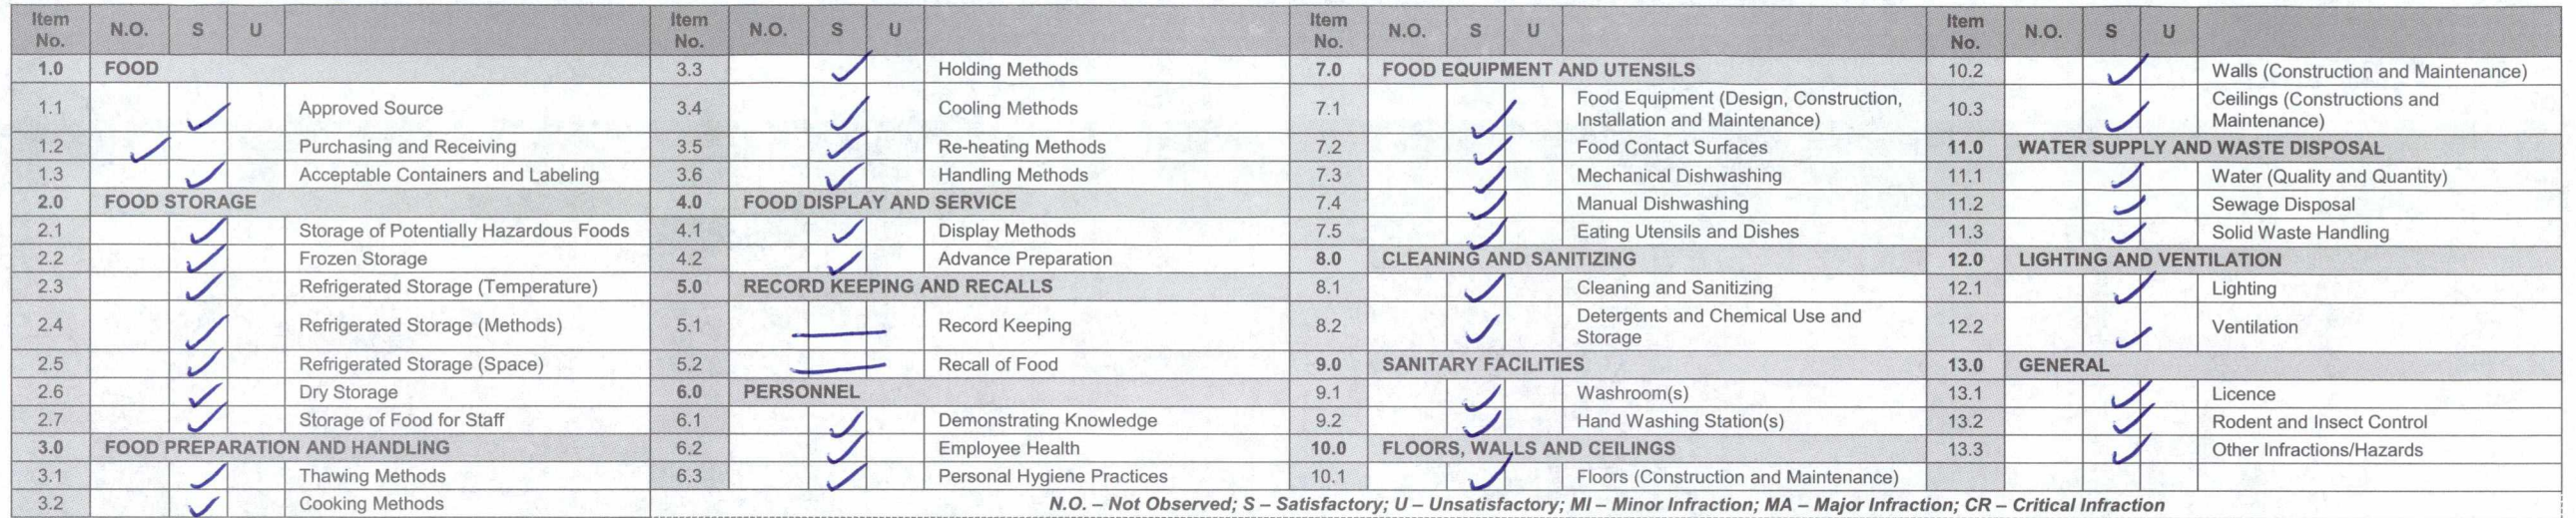 Item No. N.O. S U Item No. N.O. S U Item No. N.O. S U Item No. N.O. S U
1.0 FOOD 3.3 ✓ Holding Methods 7.0 FOOD EQUIPMENT AND UTENSILS 10.2 ✓ Walls (Construction and Maintenance)
1.1 ✓ Approved Source 3.4 ✓ Cooling Methods 7.1 ✓ Food Equipment (Design, Construction, Installation and Maintenance) 10.3 ✓ Ceilings (Constructions and Maintenance)
1.2 ✓ Purchasing and Receiving 3.5 ✓ Re-heating Methods 7.2 ✓ Food Contact Surfaces 11.0 WATER SUPPLY AND WASTE DISPOSAL
1.3 ✓ Acceptable Containers and Labeling 3.6 ✓ Handling Methods 7.3 ✓ Mechanical Dishwashing 11.1 ✓ Water (Quality and Quantity)
2.0 FOOD STORAGE 4.0 FOOD DISPLAY AND SERVICE 7.4 ✓ Manual Dishwashing 11.2 ✓ Sewage Disposal
2.1 ✓ Storage of Potentially Hazardous Foods 4.1 ✓ Display Methods 7.5 ✓ Eating Utensils and Dishes 11.3 ✓ Solid Waste Handling
2.2 ✓ Frozen Storage 4.2 ✓ Advance Preparation 8.0 CLEANING AND SANITIZING 12.0 LIGHTING AND VENTILATION
2.3 ✓ Refrigerated Storage (Temperature) 5.0 RECORD KEEPING AND RECALLS 8.1 ✓ Cleaning and Sanitizing 12.1 ✓ Lighting
2.4 ✓ Refrigerated Storage (Methods) 5.1 — Record Keeping 8.2 ✓ Detergents and Chemical Use and Storage 12.2 ✓ Ventilation
2.5 ✓ Refrigerated Storage (Space) 5.2 — Recall of Food 9.0 SANITARY FACILITIES 13.0 GENERAL
2.6 ✓ Dry Storage 6.0 PERSONNEL 9.1 ✓ Washroom(s) 13.1 ✓ Licence
2.7 ✓ Storage of Food for Staff 6.1 ✓ Demonstrating Knowledge 9.2 ✓ Hand Washing Station(s) 13.2 ✓ Rodent and Insect Control
3.0 FOOD PREPARATION AND HANDLING 6.2 ✓ Employee Health 10.0 FLOORS, WALLS AND CEILINGS 13.3 ✓ Other Infractions/Hazards
3.1 ✓ Thawing Methods 6.3 ✓ Personal Hygiene Practices 10.1 ✓ Floors (Construction and Maintenance)
3.2 ✓ Cooking Methods N.O. – Not Observed; S – Satisfactory; U – Unsatisfactory; MI – Minor Infraction; MA – Major Infraction; CR – Critical Infraction